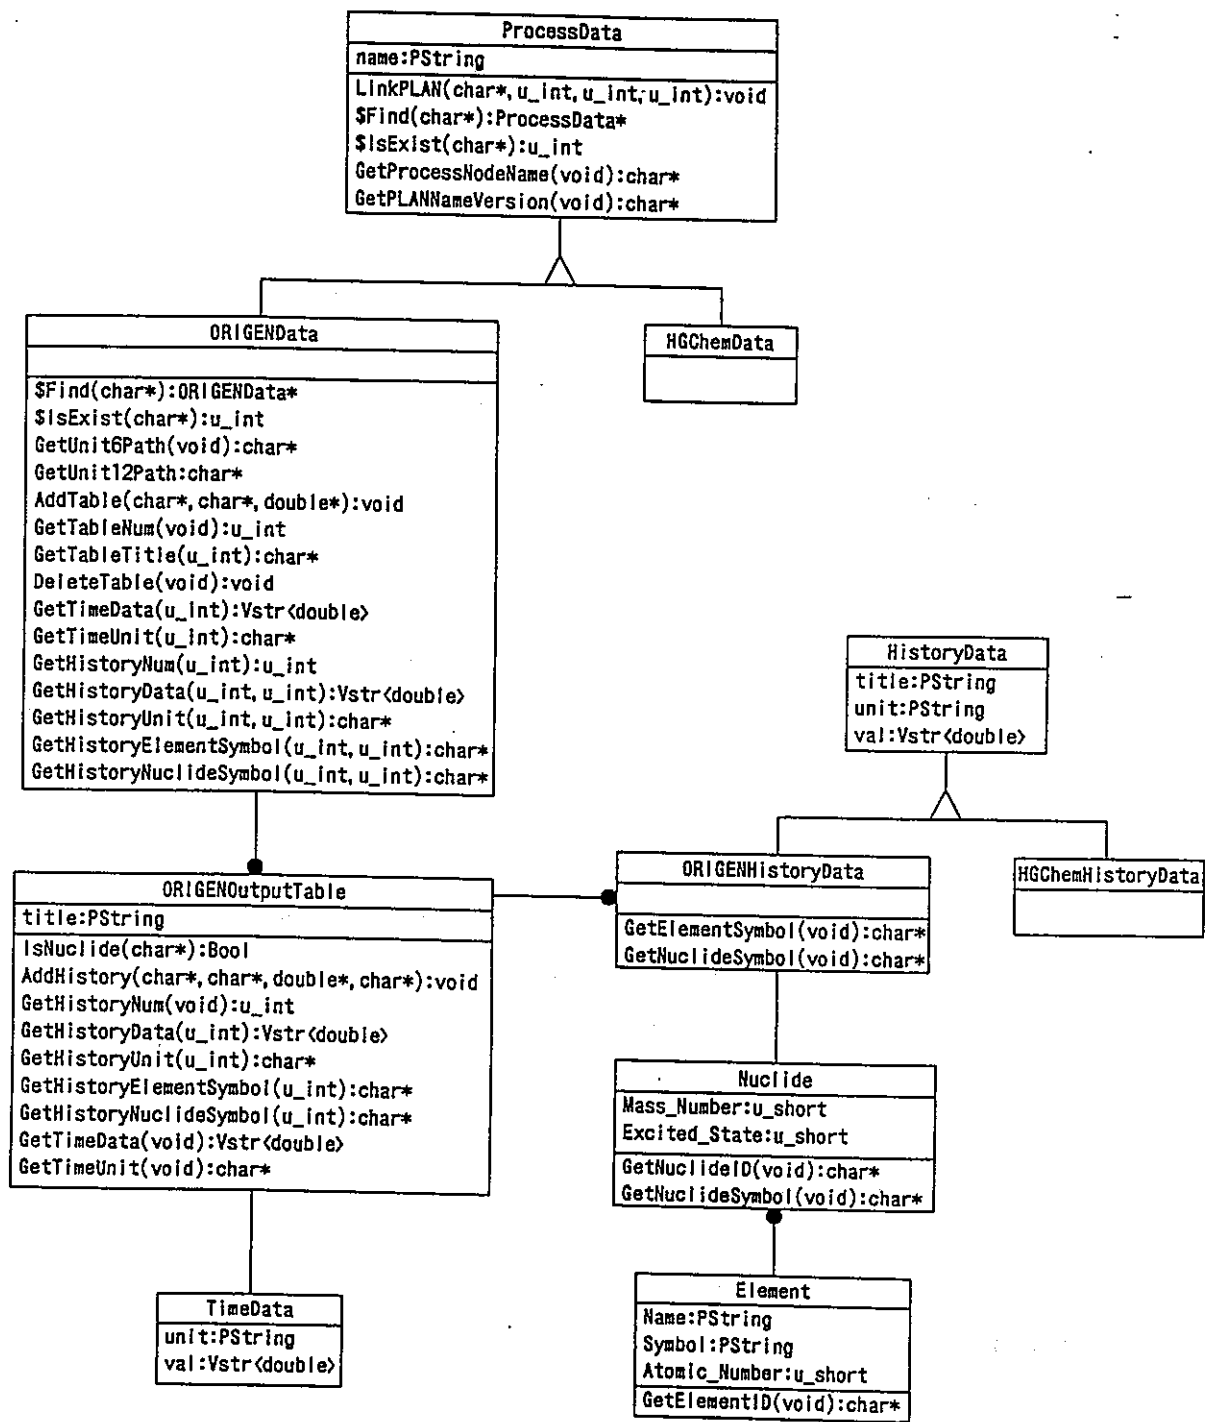 ProcessData
name:PString
LinkPLAN(char*,u_int,u_int,u_int):void
$Find(char*):ProcessData*
$IsExist(char*):u_int
GetProcessNodeName(void):char*
GetPLANNameVersion(void):char*
ORIGENData
$Find(char*):ORIGENData*
$IsExist(char*):u_int
GetUnit6Path(void):char*
GetUnit12Path:char*
AddTable(char*,char*,double*):void
GetTableNum(void):u_int
GetTableTitle(u_int):char*
DeleteTable(void):void
GetTimeData(u_int):Vstr<double>
GetTimeUnit(u_int):char*
GetHistoryNum(u_int):u_int
GetHistoryData(u_int,u_int):Vstr<double>
GetHistoryUnit(u_int,u_int):char*
GetHistoryElementSymbol(u_int,u_int):char*
GetHistoryNuclideSymbol(u_int,u_int):char*
HGChemData
HistoryData
title:PString
unit:PString
val:Vstr<double>
ORIGENOutputTable
title:PString
IsNuclide(char*):Bool
AddHistory(char*,char*,double*,char*):void
GetHistoryNum(void):u_int
GetHistoryData(u_int):Vstr<double>
GetHistoryUnit(u_int):char*
GetHistoryElementSymbol(u_int):char*
GetHistoryNuclideSymbol(u_int):char*
GetTimeData(void):Vstr<double>
GetTimeUnit(void):char*
ORIGENHistoryData
GetElementSymbol(void):char*
GetNuclideSymbol(void):char*
HGChemHistoryData
Nuclide
Mass_Number:u_short
Excited_State:u_short
GetNuclideID(void):char*
GetNuclideSymbol(void):char*
TimeData
unit:PString
val:Vstr<double>
Element
Name:PString
Symbol:PString
Atomic_Number:u_short
GetElementID(void):char*